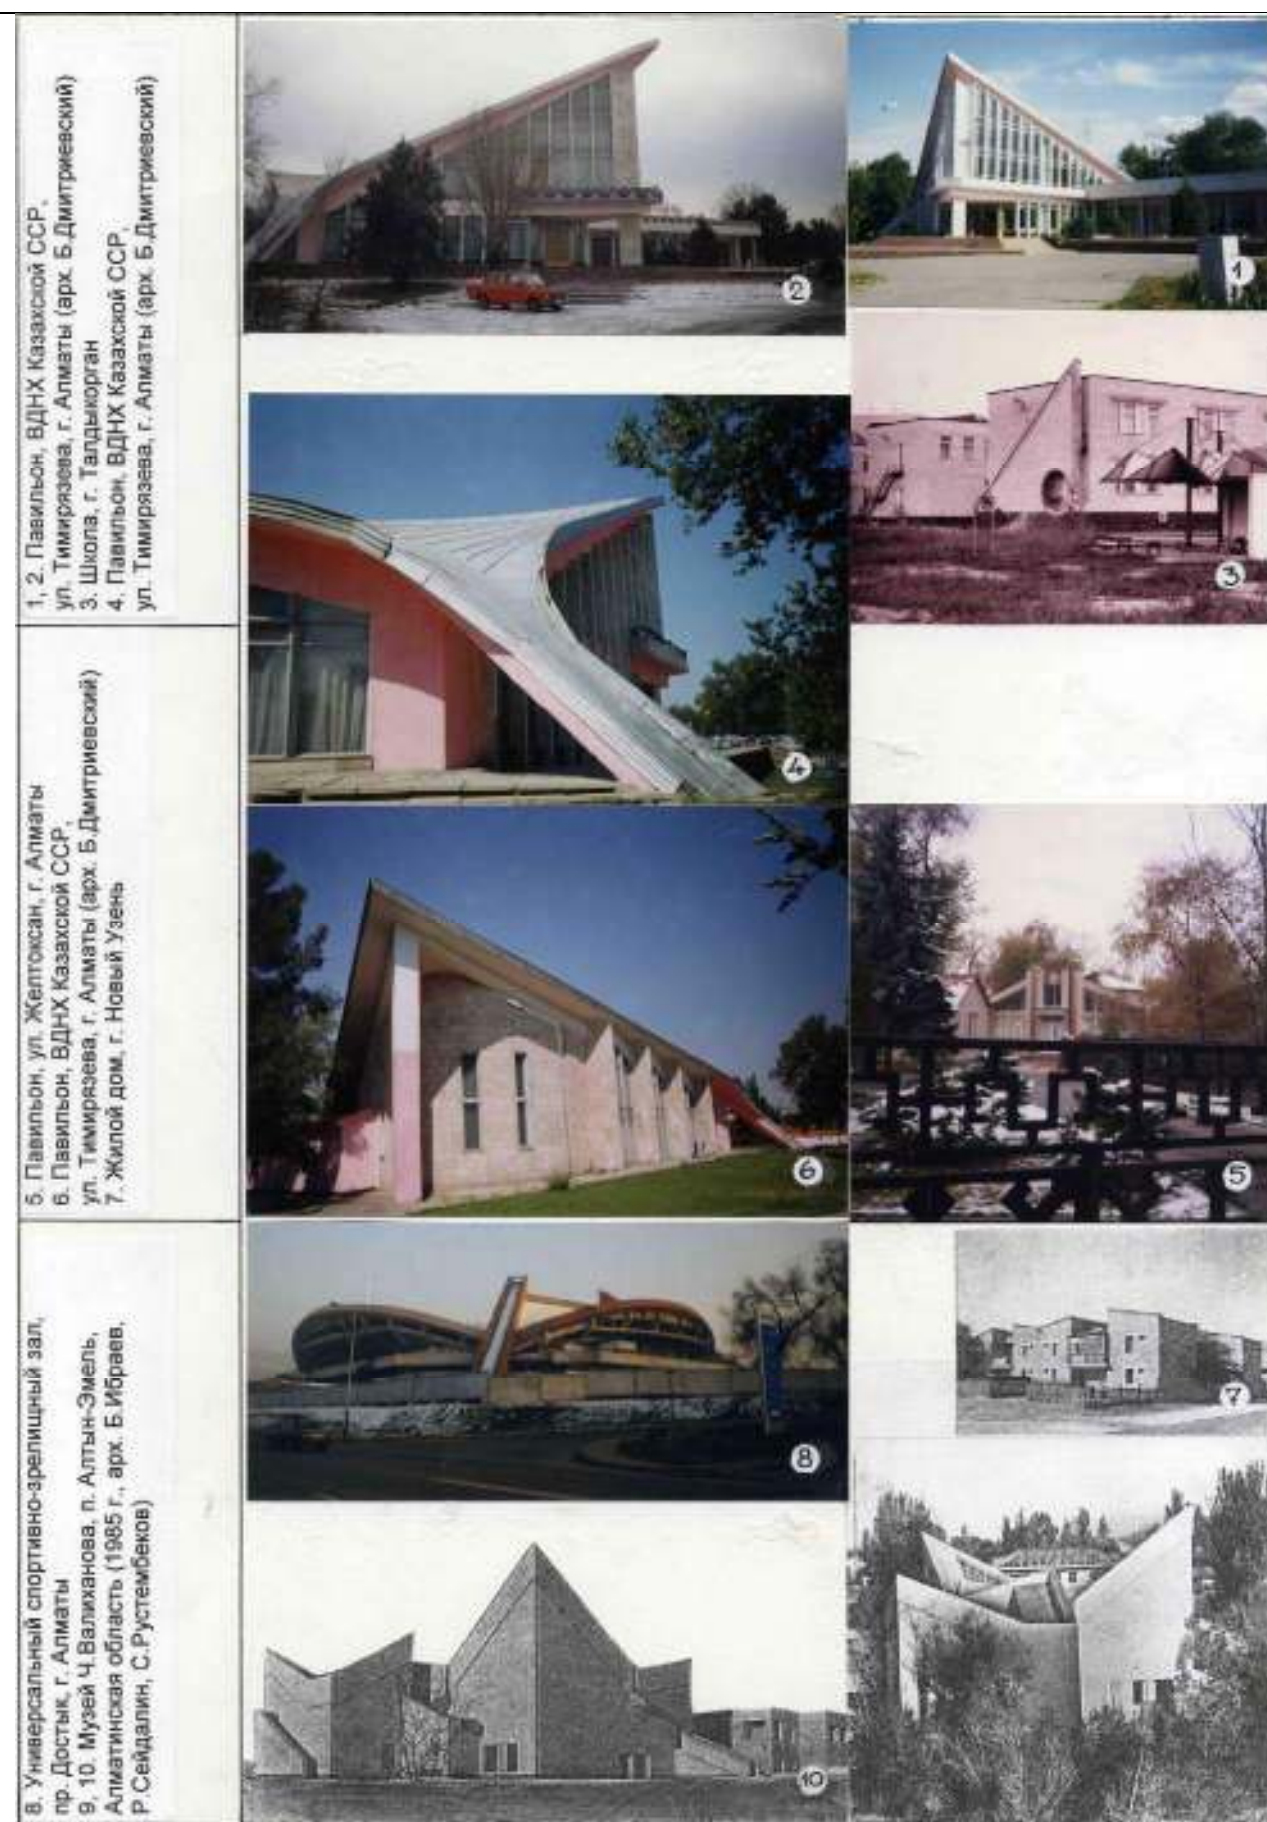 1, 2. Павильон, ВДНХ Казахской ССР,
ул. Тимирязева, г. Алматы (арх. Б.Дмитриевский)
3. Школа, г. Талдыкорган
4. Павильон, ВДНХ Казахской ССР,
ул. Тимирязева, г. Алматы (арх. Б.Дмитриевский)
5. Павильон, ул. Желтоксан, г. Алматы
6. Павильон, ВДНХ Казахской ССР,
ул. Тимирязева, г. Алматы (арх. Б.Дмитриевский)
7. Жилой дом, г. Новый Узень
8. Универсальный спортивно-зрелищный зал,
пр. Достык, г. Алматы
9, 10. Музей Ч.Валиханова, п. Алтын-Эмель,
Алматинская область (1985 г., арх. Б.Ибраев,
Р.Сейдалин, С.Рустембеков)
2
1
3
4
6
5
7
8
10